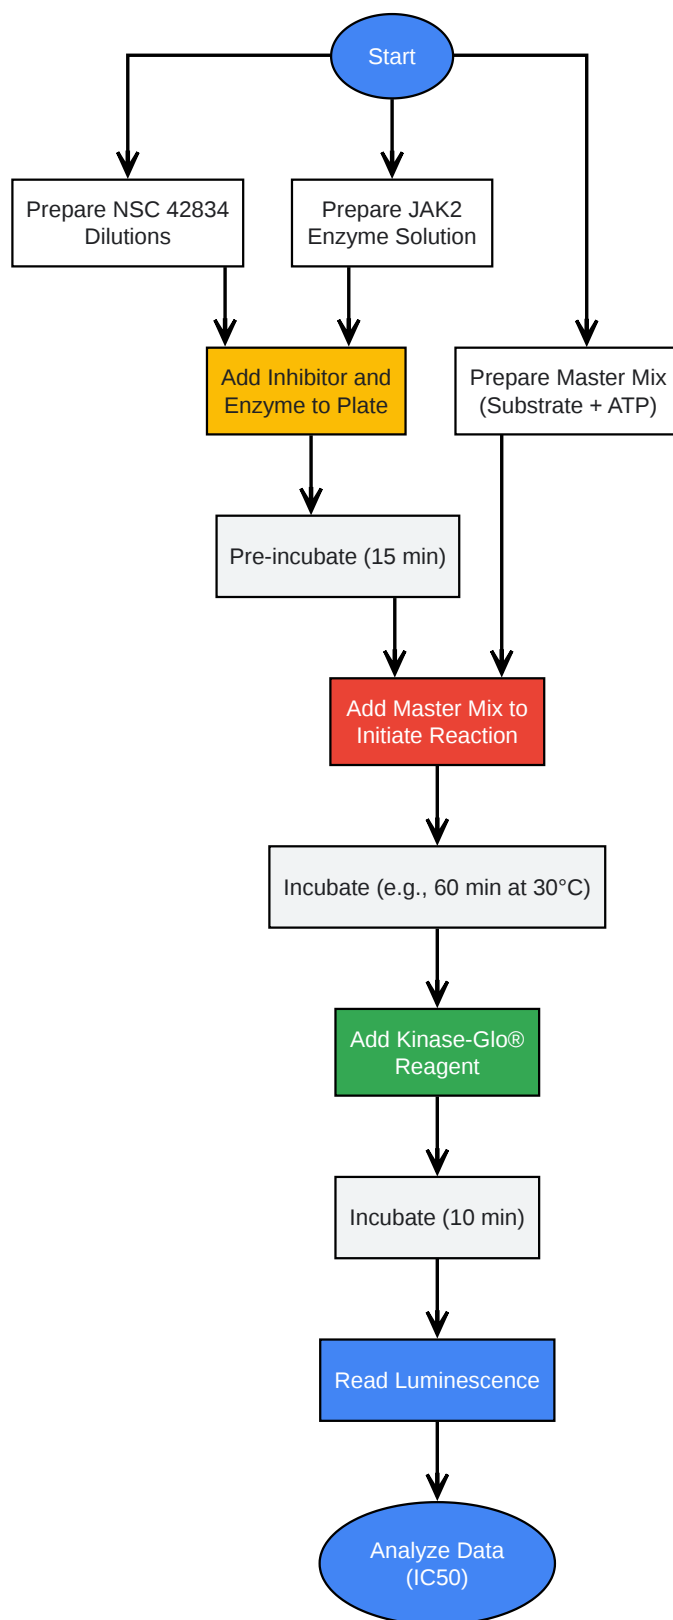 Start
Prepare NSC 42834
Dilutions
Prepare JAK2
Enzyme Solution
Add Inhibitor and
Enzyme to Plate
Prepare Master Mix
(Substrate + ATP)
Pre-incubate (15 min)
Add Master Mix to
Initiate Reaction
Incubate (e.g., 60 min at 30°C)
Add Kinase-Glo®
Reagent
Incubate (10 min)
Read Luminescence
Analyze Data
(IC50)